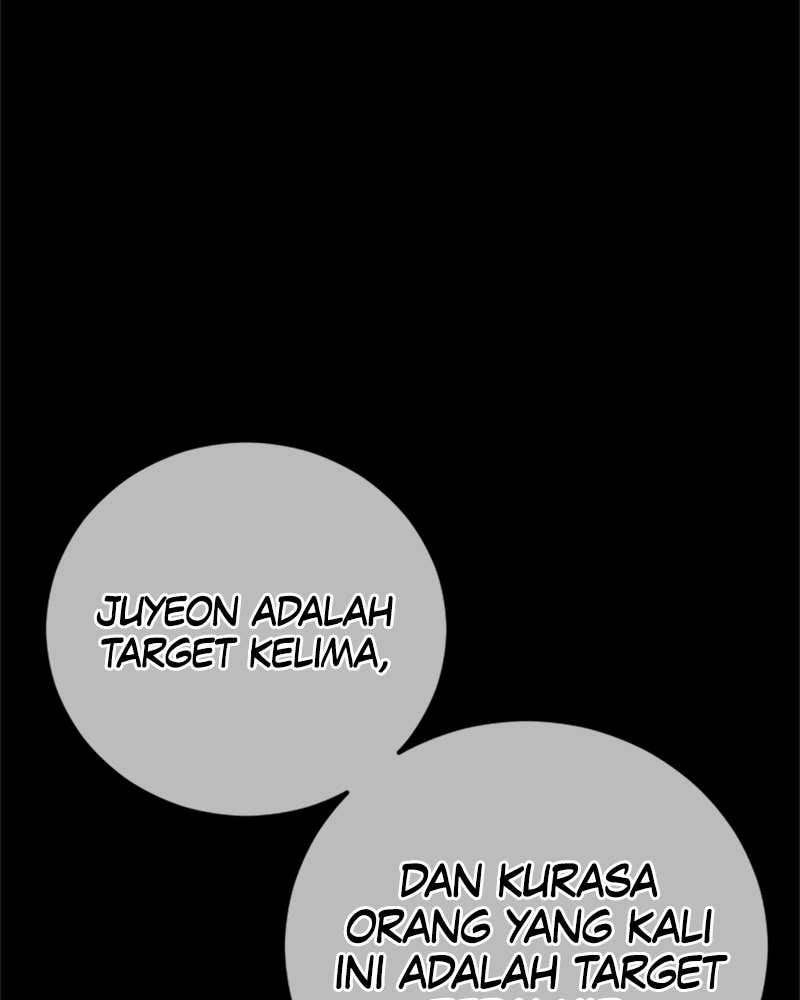 JUYEON ADALAH
TARGET KELIMA,
DAN KURASA
ORANG YANG KALI
INI ADALAH TARGET